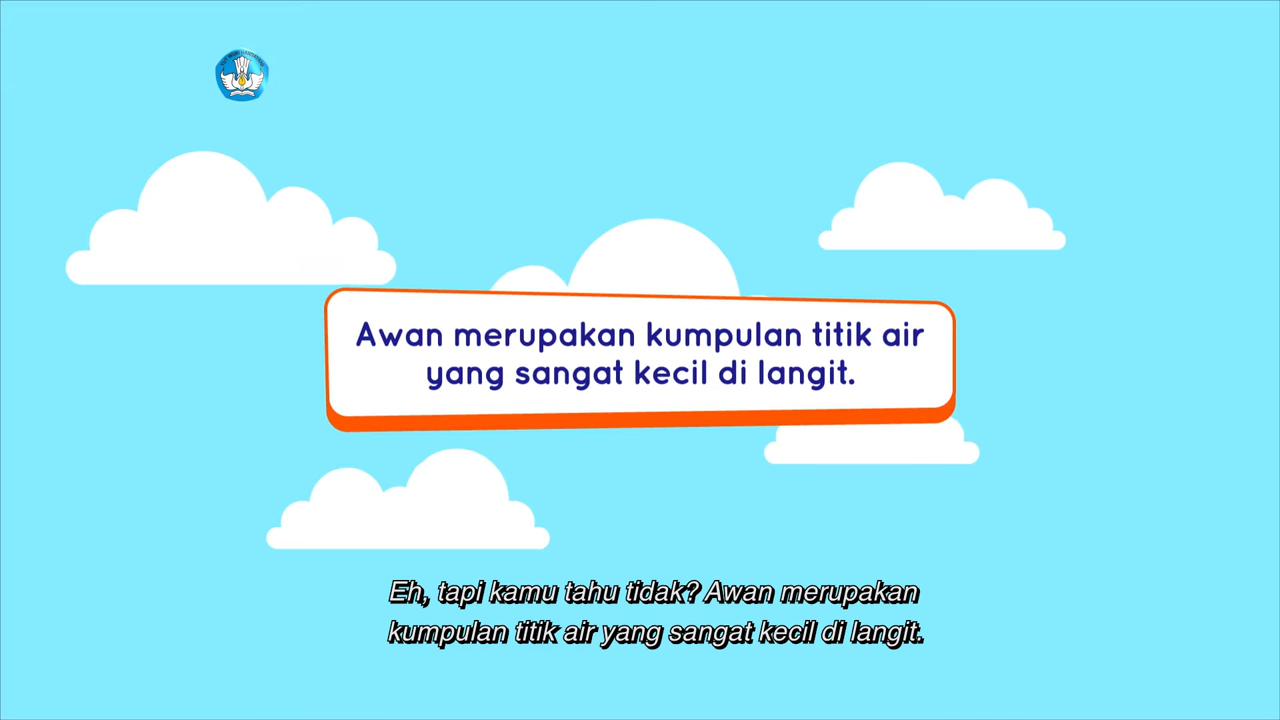 Awan merupakan kumpulan titik air
yang sangat kecil di langit.
Eh, tapi kamu tahu tidak? Awan merupakan
kumpulan titik air yang sangat kecil di langit.